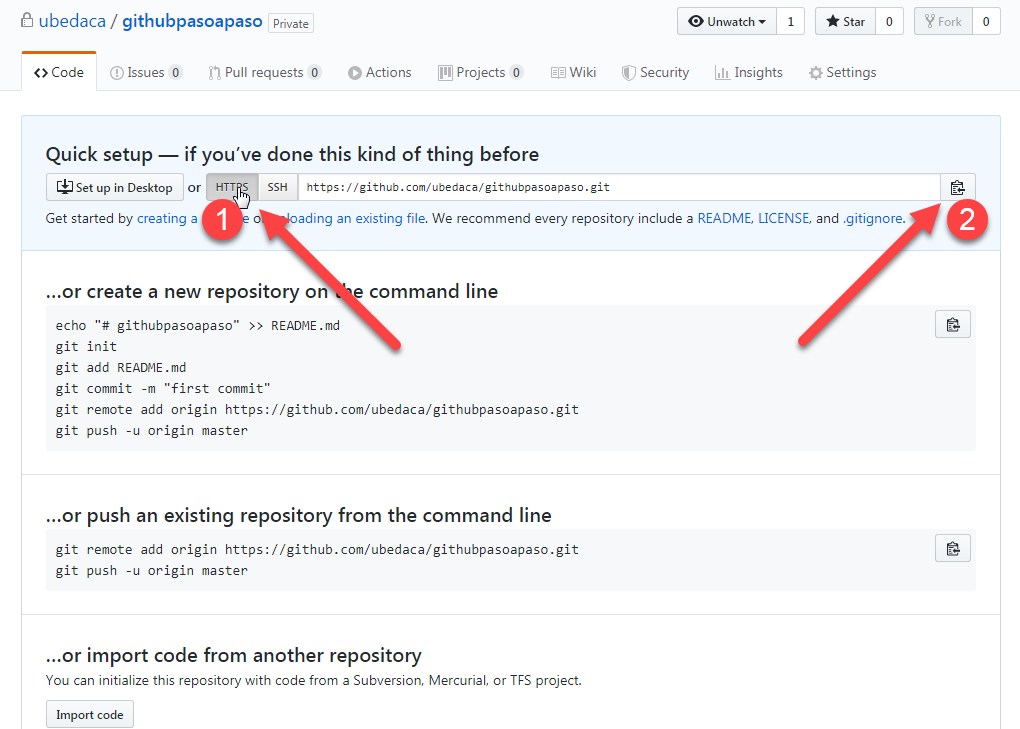 ubedaca / githubpasoapaso Private
Unwatch 1 Star 0 Fork 0
Code Issues 0 Pull requests 0 Actions Projects 0 Wiki Security Insights Settings
Quick setup — if you’ve done this kind of thing before
Set up in Desktop or HTTPS SSH https://github.com/ubedaca/githubpasoapaso.git
Get started by creating a uploading an existing file. We recommend every repository include a README, LICENSE, and .gitignore.
1
2
...or create a new repository on the command line
echo "# githubpasoapaso" >> README.md
git init
git add README.md
git commit -m "first commit"
git remote add origin https://github.com/ubedaca/githubpasoapaso.git
git push -u origin master
...or push an existing repository from the command line
git remote add origin https://github.com/ubedaca/githubpasoapaso.git
git push -u origin master
...or import code from another repository
You can initialize this repository with code from a Subversion, Mercurial, or TFS project.
Import code